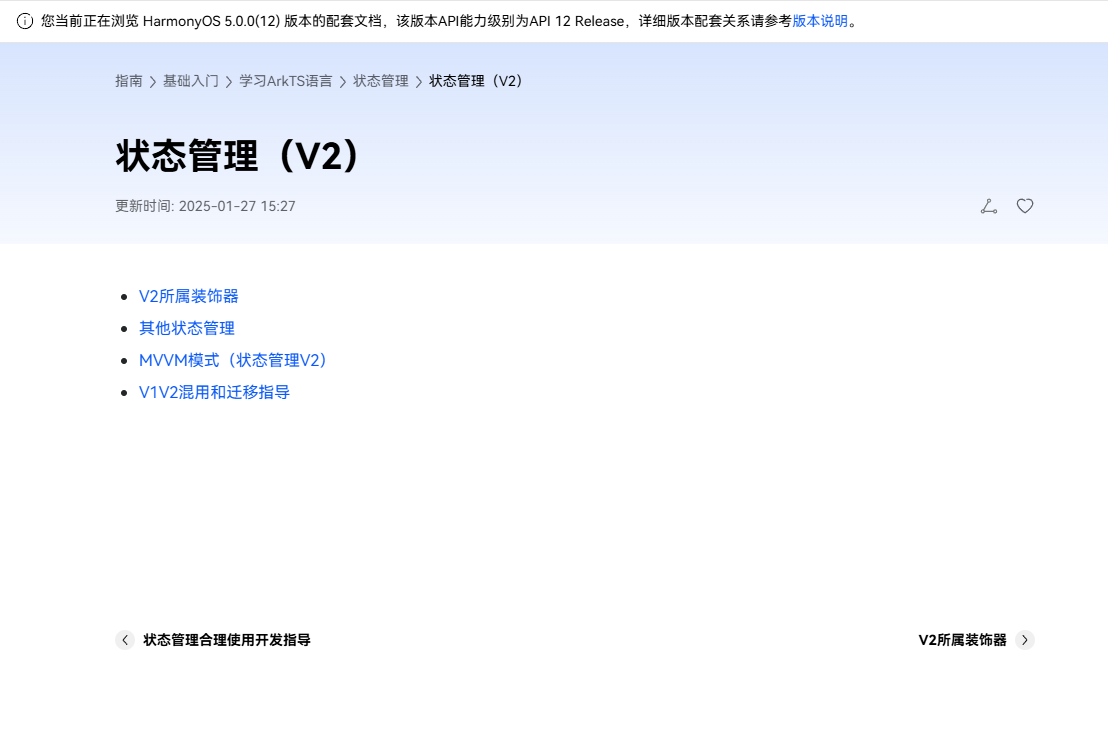 您当前正在浏览 HarmonyOS 5.0.0(12) 版本的配套文档，该版本API能力级别为API 12 Release，详细版本配套关系请参考版本说明。
指南 > 基础入门 > 学习ArkTS语言 > 状态管理 > 状态管理（V2）
状态管理（V2）
更新时间: 2025-01-27 15:27
V2所属装饰器
其他状态管理
MVVM模式（状态管理V2）
V1V2混用和迁移指导
状态管理合理使用开发指导
V2所属装饰器